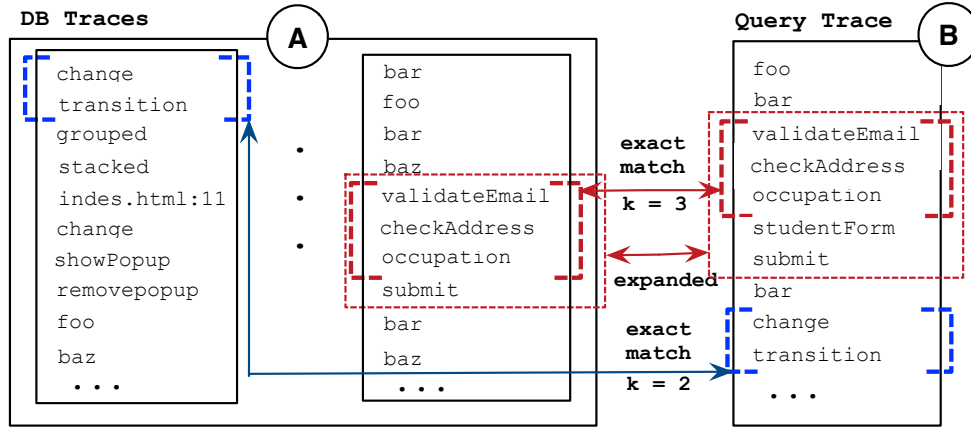 DB Traces
A
change
transition
grouped
stacked
indes.html:11
change
showPopup
removepopup
foo
baz
...
bar
foo
bar
baz
validateEmail
checkAddress
occupation
submit
bar
baz
...
exact
match
k = 3
expanded
exact
match
k = 2
Query Trace
B
foo
bar
validateEmail
checkAddress
occupation
studentForm
submit
bar
change
transition
...